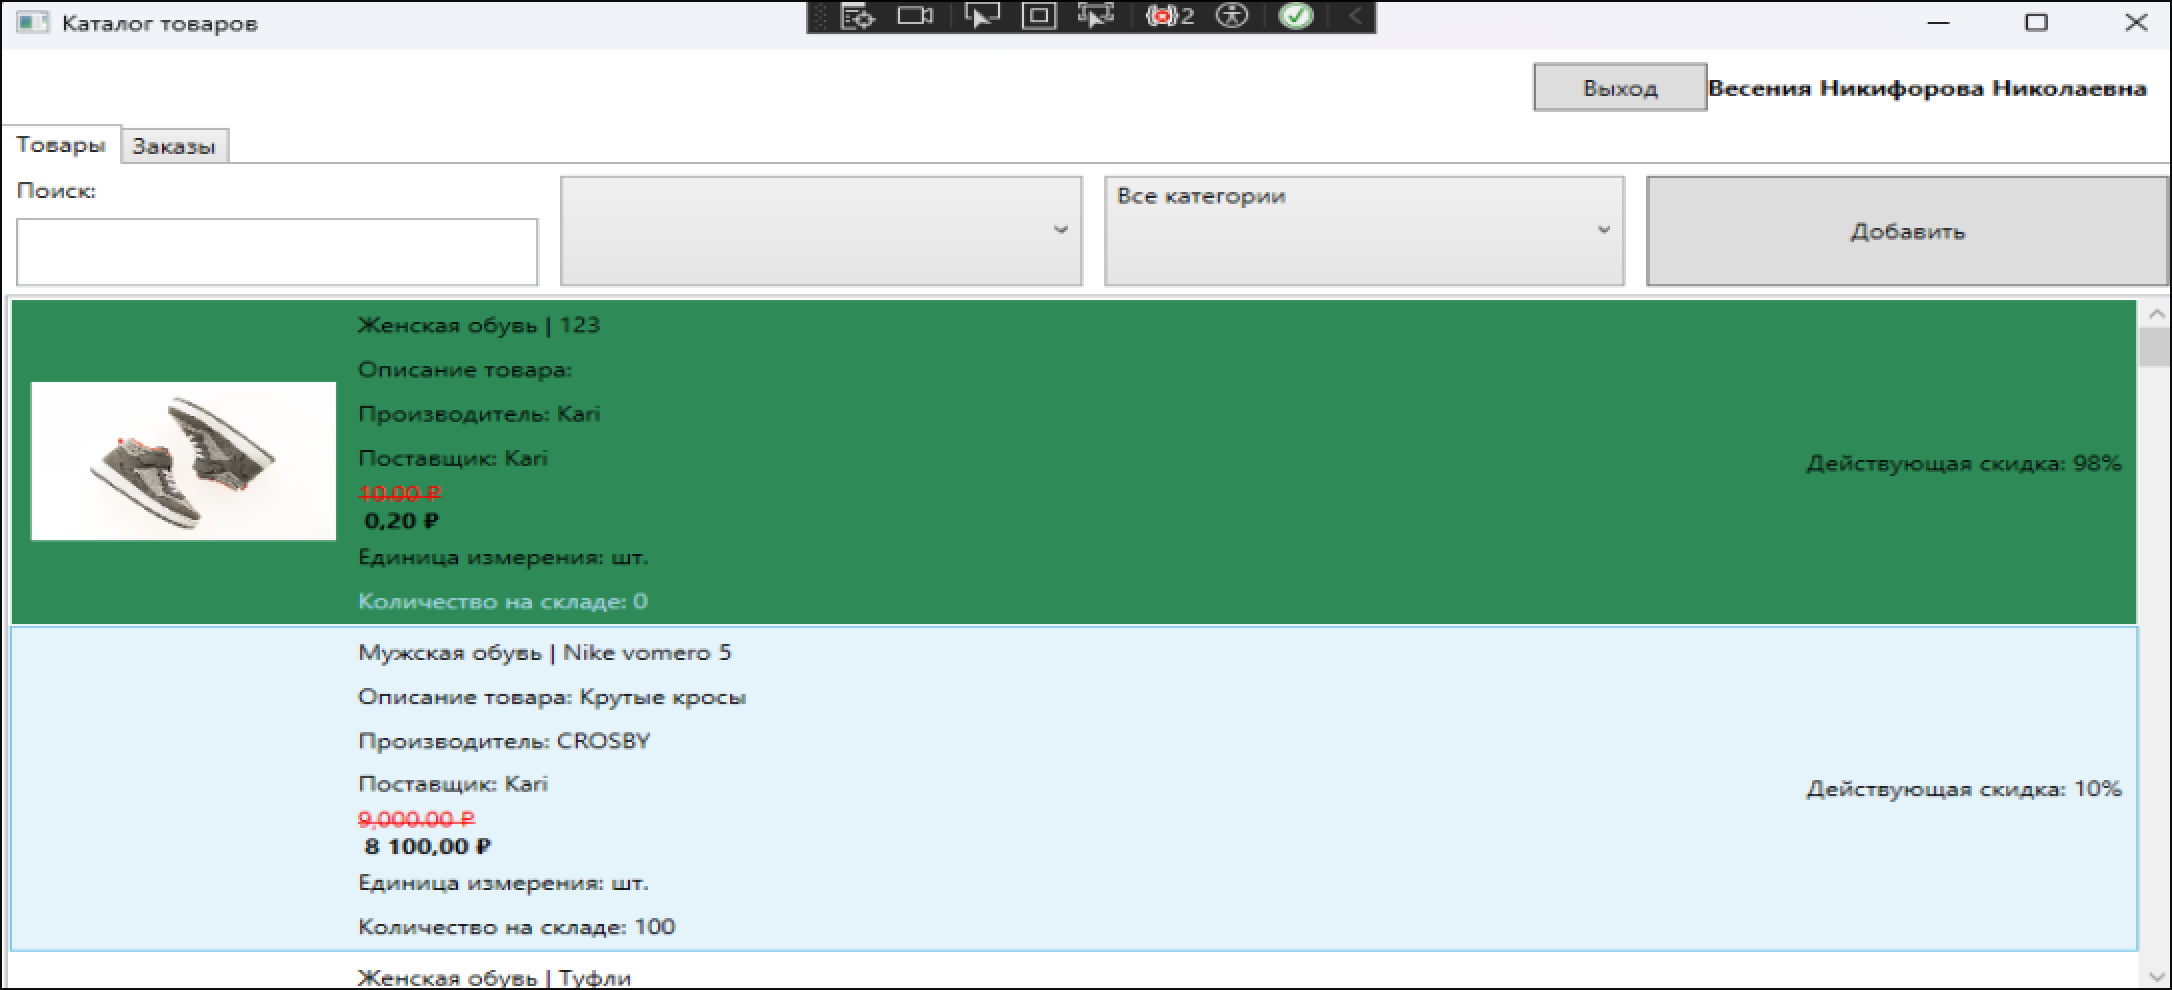 Каталог товаров
2
Выход
Весения Никифорова Николаевна
Товары
Заказы
Поиск:
Все категории
Добавить
Женская обувь | 123
Описание товара:
Производитель: Kari
Поставщик: Kari
10.00 ₽
0,20 ₽
Единица измерения: шт.
Количество на складе: 0
Действующая скидка: 98%
Мужская обувь | Nike vomero 5
Описание товара: Крутые кросы
Производитель: CROSBY
Поставщик: Kari
9,000.00 ₽
8 100,00 ₽
Единица измерения: шт.
Количество на складе: 100
Действующая скидка: 10%
Женская обувь | Туфли